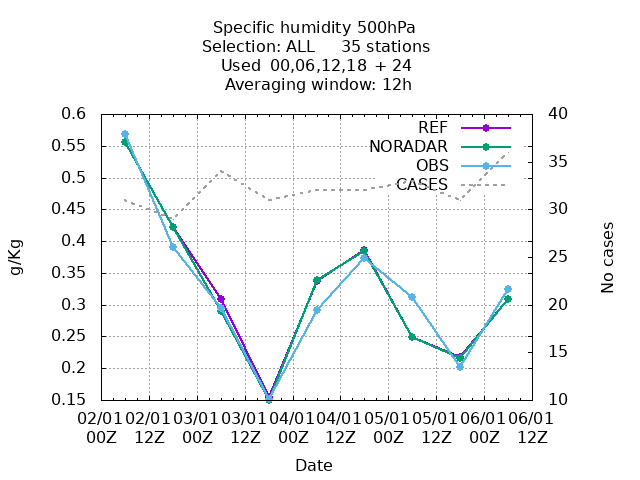 Specific humidity 500hPa
Selection: ALL 35 stations
Used 00,06,12,18 + 24
Averaging window: 12h
REF
NORADAR
OBS
CASES
0.6
0.55
0.5
0.45
0.4
0.35
0.3
0.25
0.2
0.15
g/Kg
40
35
30
25
20
15
10
No cases
02/01 02/01 03/01 03/01 04/01 04/01 05/01 05/01 06/01 06/01
00Z 12Z 00Z 12Z 00Z 12Z 00Z 12Z 00Z 12Z
Date